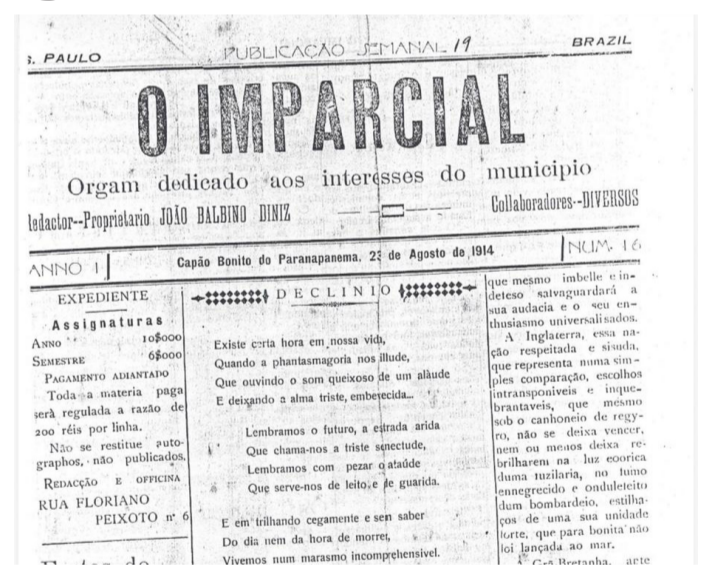 S. PAULO
PUBLICAÇÃO SEMANAL 19
BRAZIL
O IMPARCIAL
Orgam dedicado aos interesses do municipio
Redactor--Proprietario JOÃO BALBINO DINIZ
Collaboradores--DIVERSOS
ANNO 1
Capão Bonito do Paranapanema, 23 de Agosto de 1914
NUM. 16
EXPEDIENTE
Assignaturas
ANNO 10$000
SEMESTRE 6$000
PAGAMENTO ADIANTADO
Toda a materia paga
serà regulada a razão de
200 réis por linha.
Não se restitue auto-
graphos, não publicados.
REDACÇÃO E OFFICINA
RUA FLORIANO
PEIXOTO nº 6
DECLINIO
Existe certa hora em nossa vida,
Quando a phantasmagoria nos illude,
Que ouvindo o som queixoso de um alàude
E deixando a alma triste, embevecida...
Lembramos o futuro, a estrada arida
Que chama-nos a triste senectude,
Lembramos com pezar o ataúde
Que serve-nos de leito e de guarida.
E em trilhando cegamente e sen saber
Do dia nem da hora de morrer,
Vivemos num marasmo incomprehensivel.
que mesmo imbelle e in-
defeso salvaguardará a
sua audacia e o seu en-
thusiasmo universalisados.
A Inglaterra, essa na-
ção respeitada e sisuda,
que representa numa sim-
ples comparação, escolhos
intransponiveis e inque-
brantaveis, que mesmo
sob o canhoneio de regy-
ro, não se deixa vencer,
nem ou menos deixa re-
brilharem na luz eoorica
duma fuzilaria, no fumo
ennegrecido e onduleleito
dum bombardeio, estilha-
ços de uma sua unidade
forte, que para bonita não
foi lançada ao mar.
A Grã Bretanha, arte